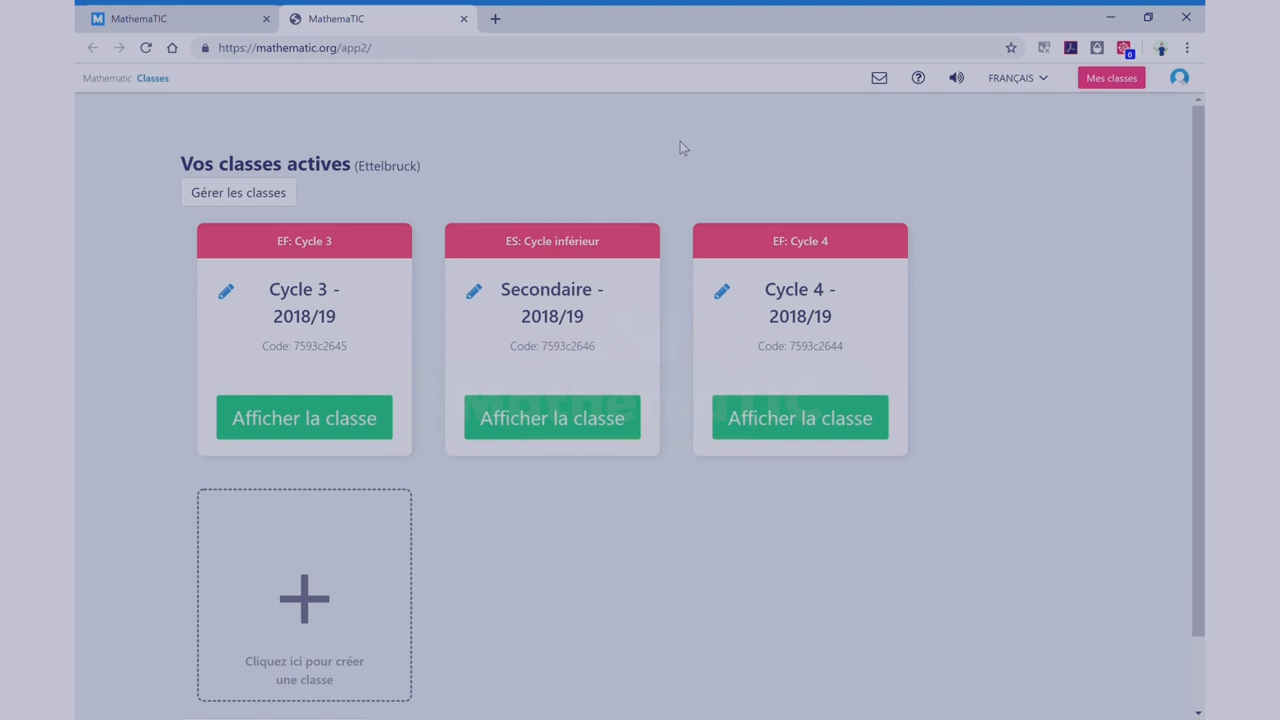 MathemaTIC
MathemaTIC
https://mathematic.org/app2/
0
Mathematic Classes
FRANÇAIS
Mes classes
Vos classes actives (Ettelbruck)
Gérer les classes
EF: Cycle 3
Cycle 3 -
2018/19
Code: 7593c2645
Afficher la classe
ES: Cycle inférieur
Secondaire -
2018/19
Code: 7593c2646
Afficher la classe
EF: Cycle 4
Cycle 4 -
2018/19
Code: 7593c2644
Afficher la classe
MathemaTIC
Cliquez ici pour créer
une classe